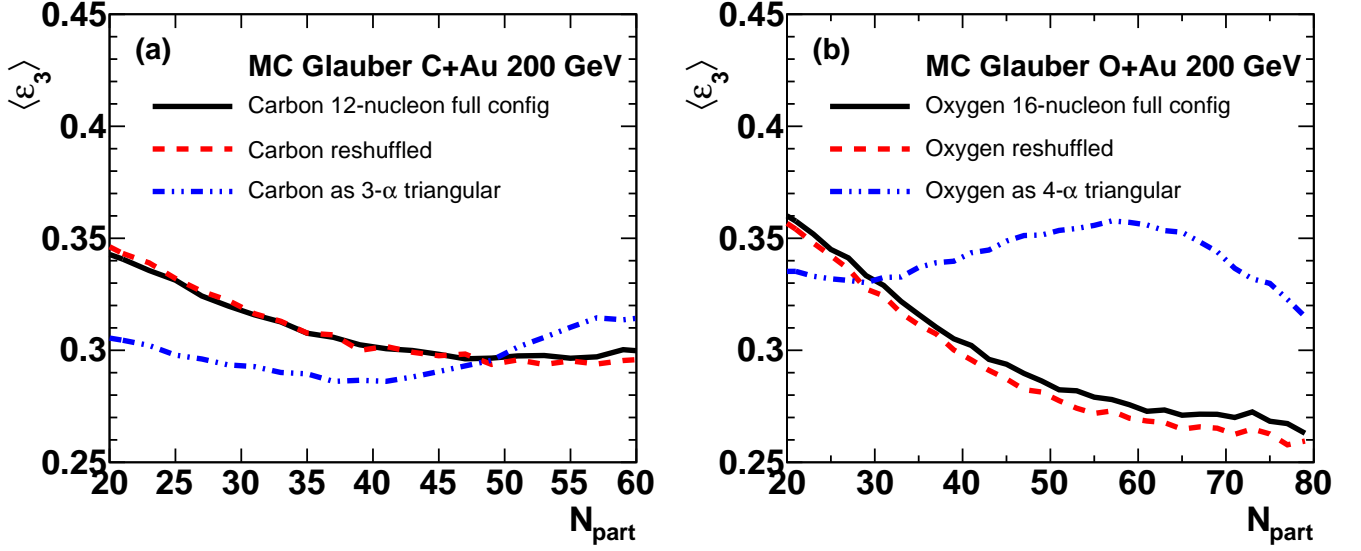 (a)
MC Glauber C+Au 200 GeV
Carbon 12-nucleon full config
Carbon reshuffled
Carbon as 3-α triangular
⟨ε3⟩
0.45
0.4
0.35
0.3
0.25
20 25 30 35 40 45 50 55 60
Npart
(b)
MC Glauber O+Au 200 GeV
Oxygen 16-nucleon full config
Oxygen reshuffled
Oxygen as 4-α triangular
⟨ε3⟩
0.45
0.4
0.35
0.3
0.25
20 30 40 50 60 70 80
Npart